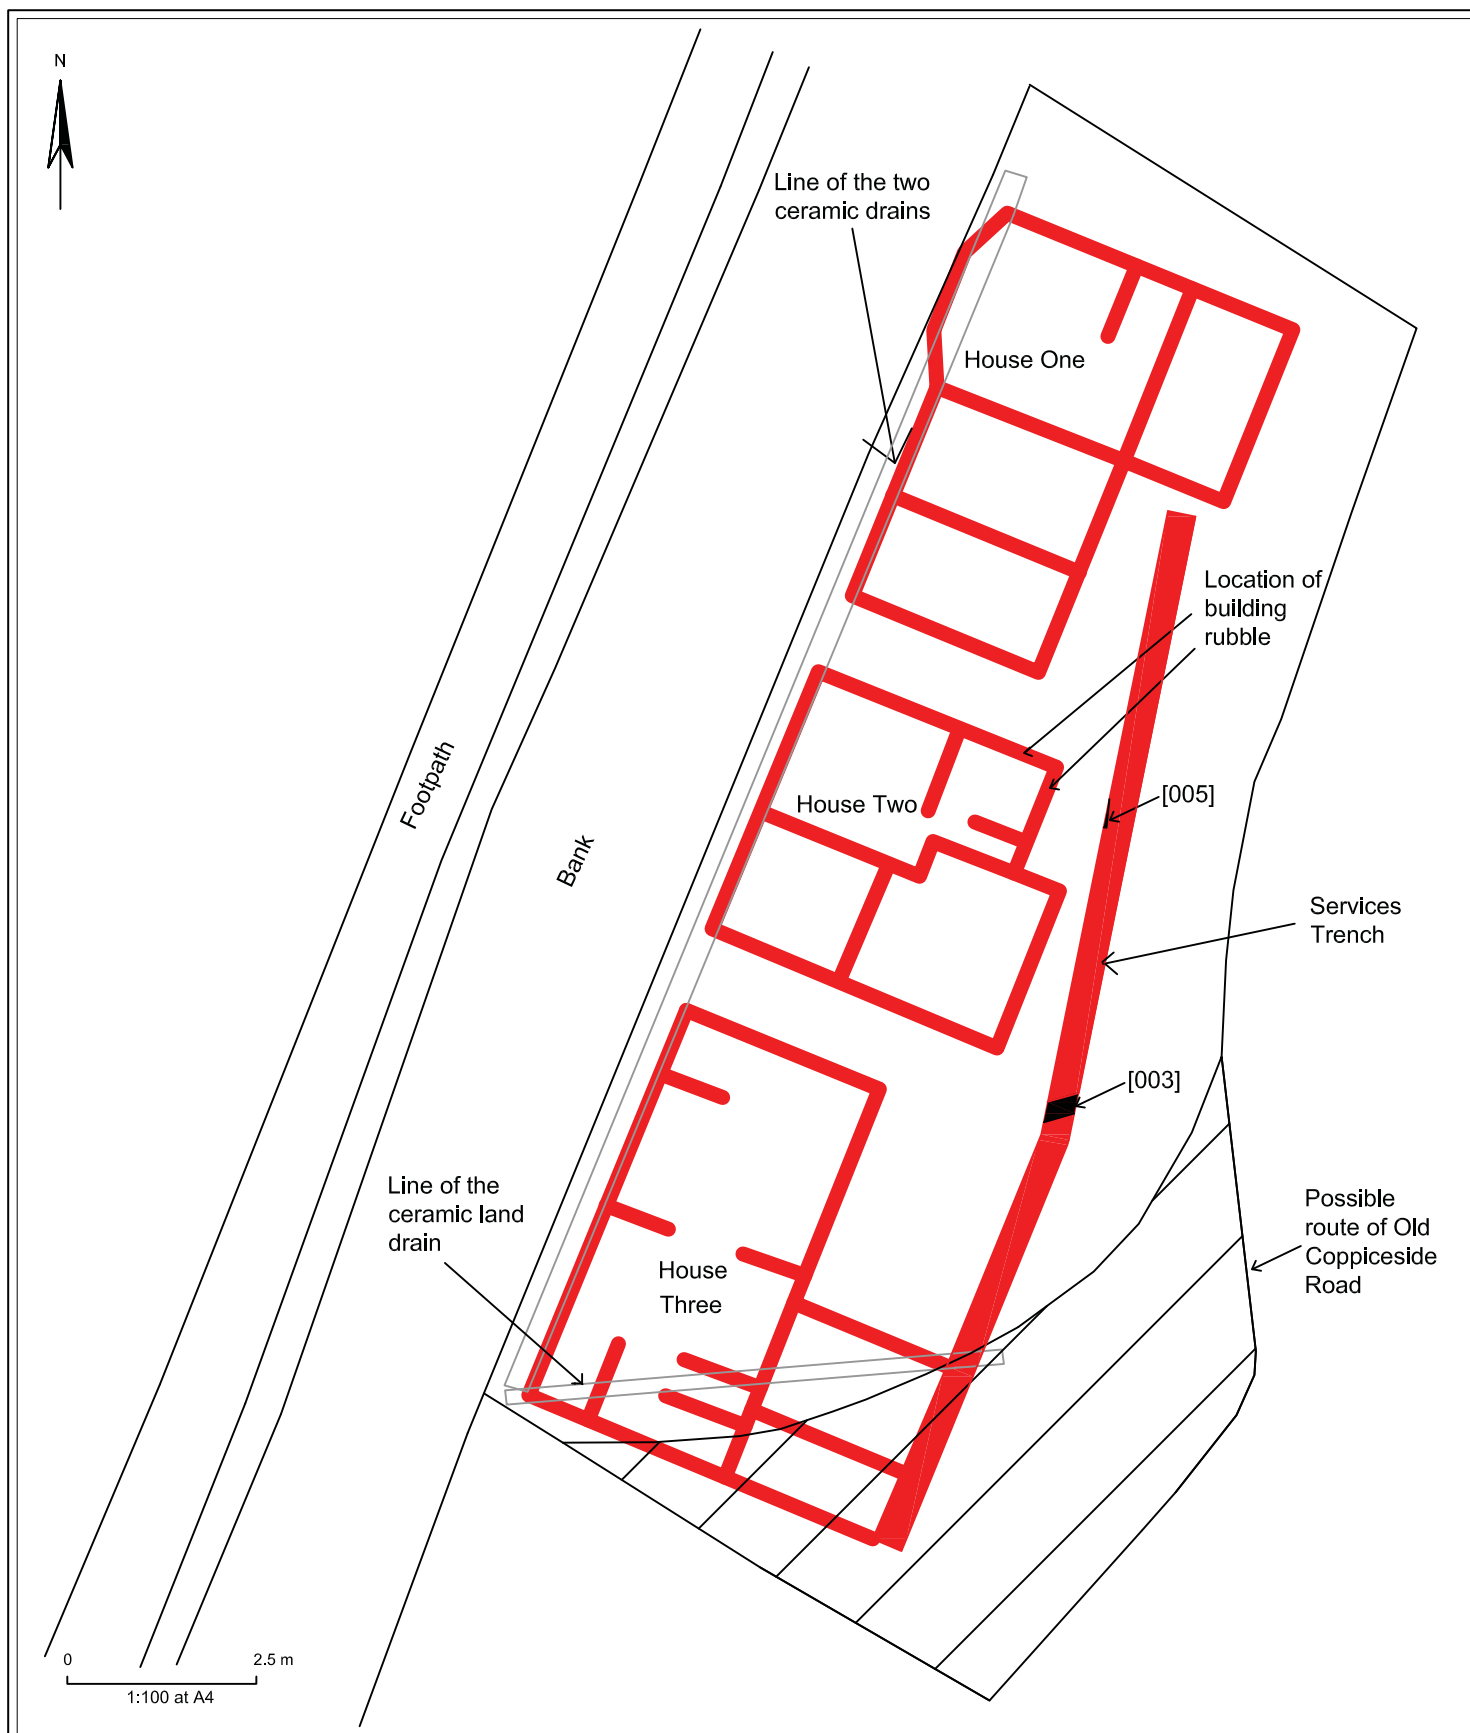 N
Line of the two
ceramic drains
House One
Location of
building
rubble
Footpath
House Two
[005]
Bank
Services
Trench
[003]
Line of the
ceramic land
drain
Possible
route of Old
Coppiceside
Road
House
Three
0 2.5 m
1:100 at A4